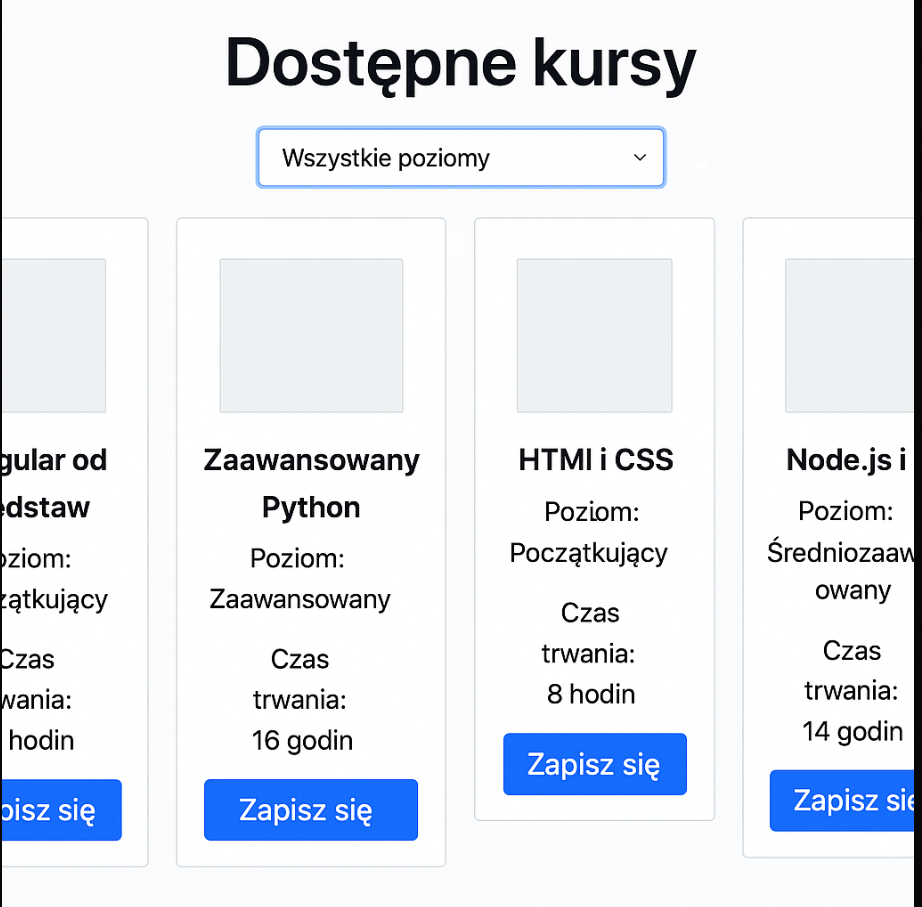 Dostępne kursy
Wszystkie poziomy
gular od
edstaw
oziom:
zątkujący
Czas
wania:
hodin
pisz się
Zaawansowany
Python
Poziom:
Zaawansowany
Czas
trwania:
16 godin
Zapisz się
HTMl i CSS
Poziom:
Początkujący
Czas
trwania:
8 hodin
Zapisz się
Node.js i
Poziom:
Średniozaaw
owany
Czas
trwania:
14 godin
Zapisz się